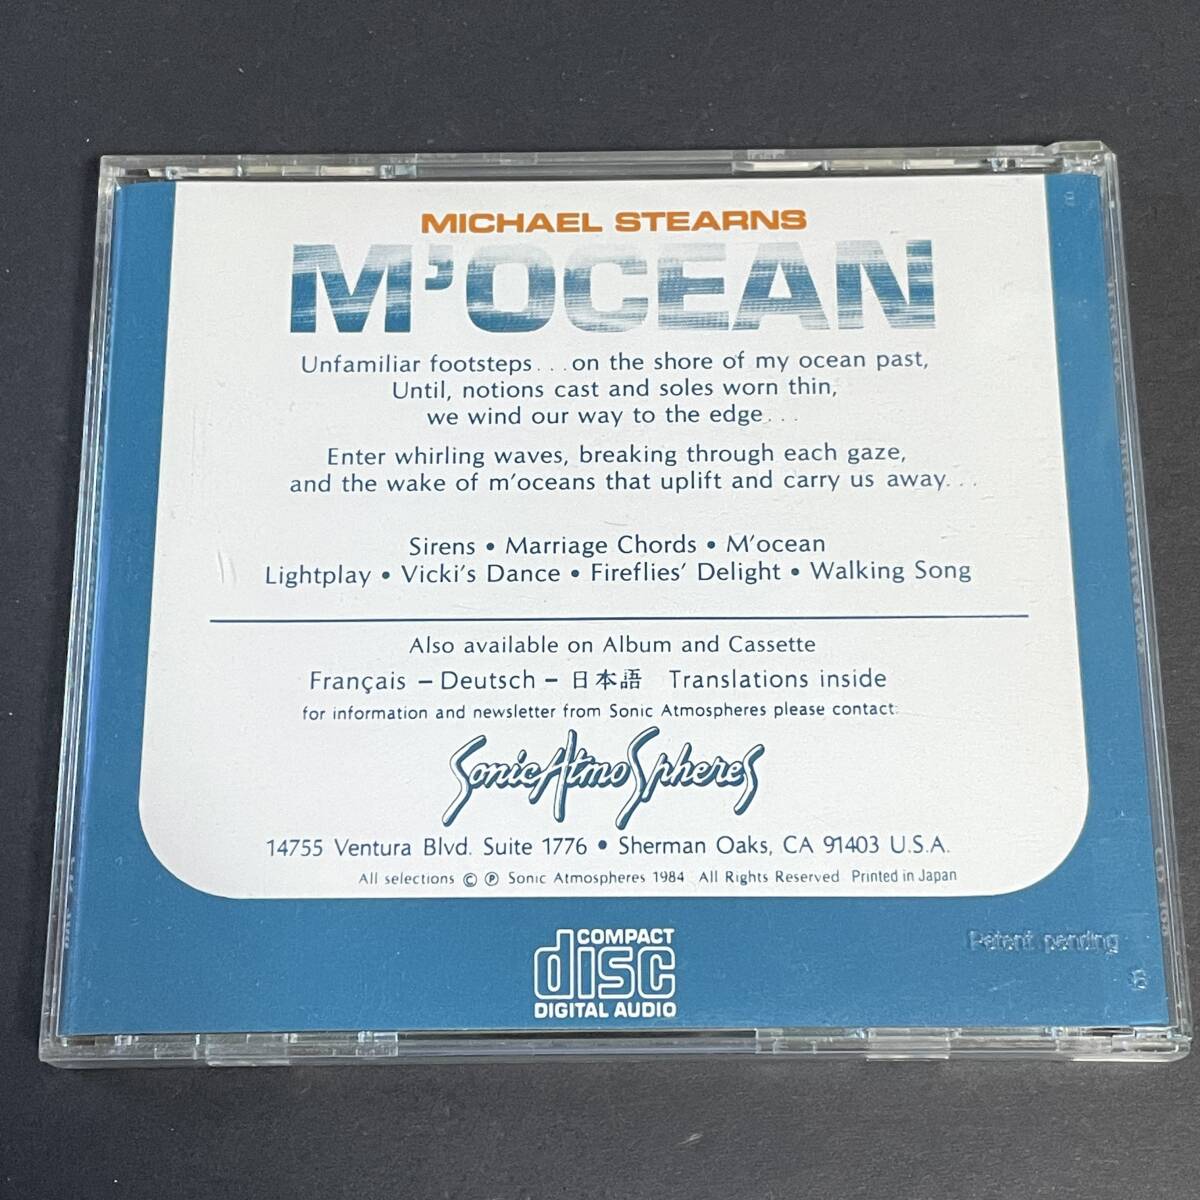 MICHAEL STEARNS
M'OCEAN
Unfamiliar footsteps . . . on the shore of my ocean past,
Until, notions cast and soles worn thin,
we wind our way to the edge . . .
Enter whirling waves, breaking through each gaze,
and the wake of m'oceans that uplift and carry us away. . .
Sirens • Marriage Chords • M'ocean
Lightplay • Vicki's Dance • Fireflies' Delight • Walking Song
Also available on Album and Cassette
Français – Deutsch – 日本語 Translations inside
for information and newsletter from Sonic Atmospheres please contact:
Sonic AtmoSpheres
14755 Ventura Blvd. Suite 1776 • Sherman Oaks, CA 91403 U.S.A.
All selections © ℗ Sonic Atmospheres 1984 All Rights Reserved Printed in Japan
COMPACT
disc
DIGITAL AUDIO
Patent pending